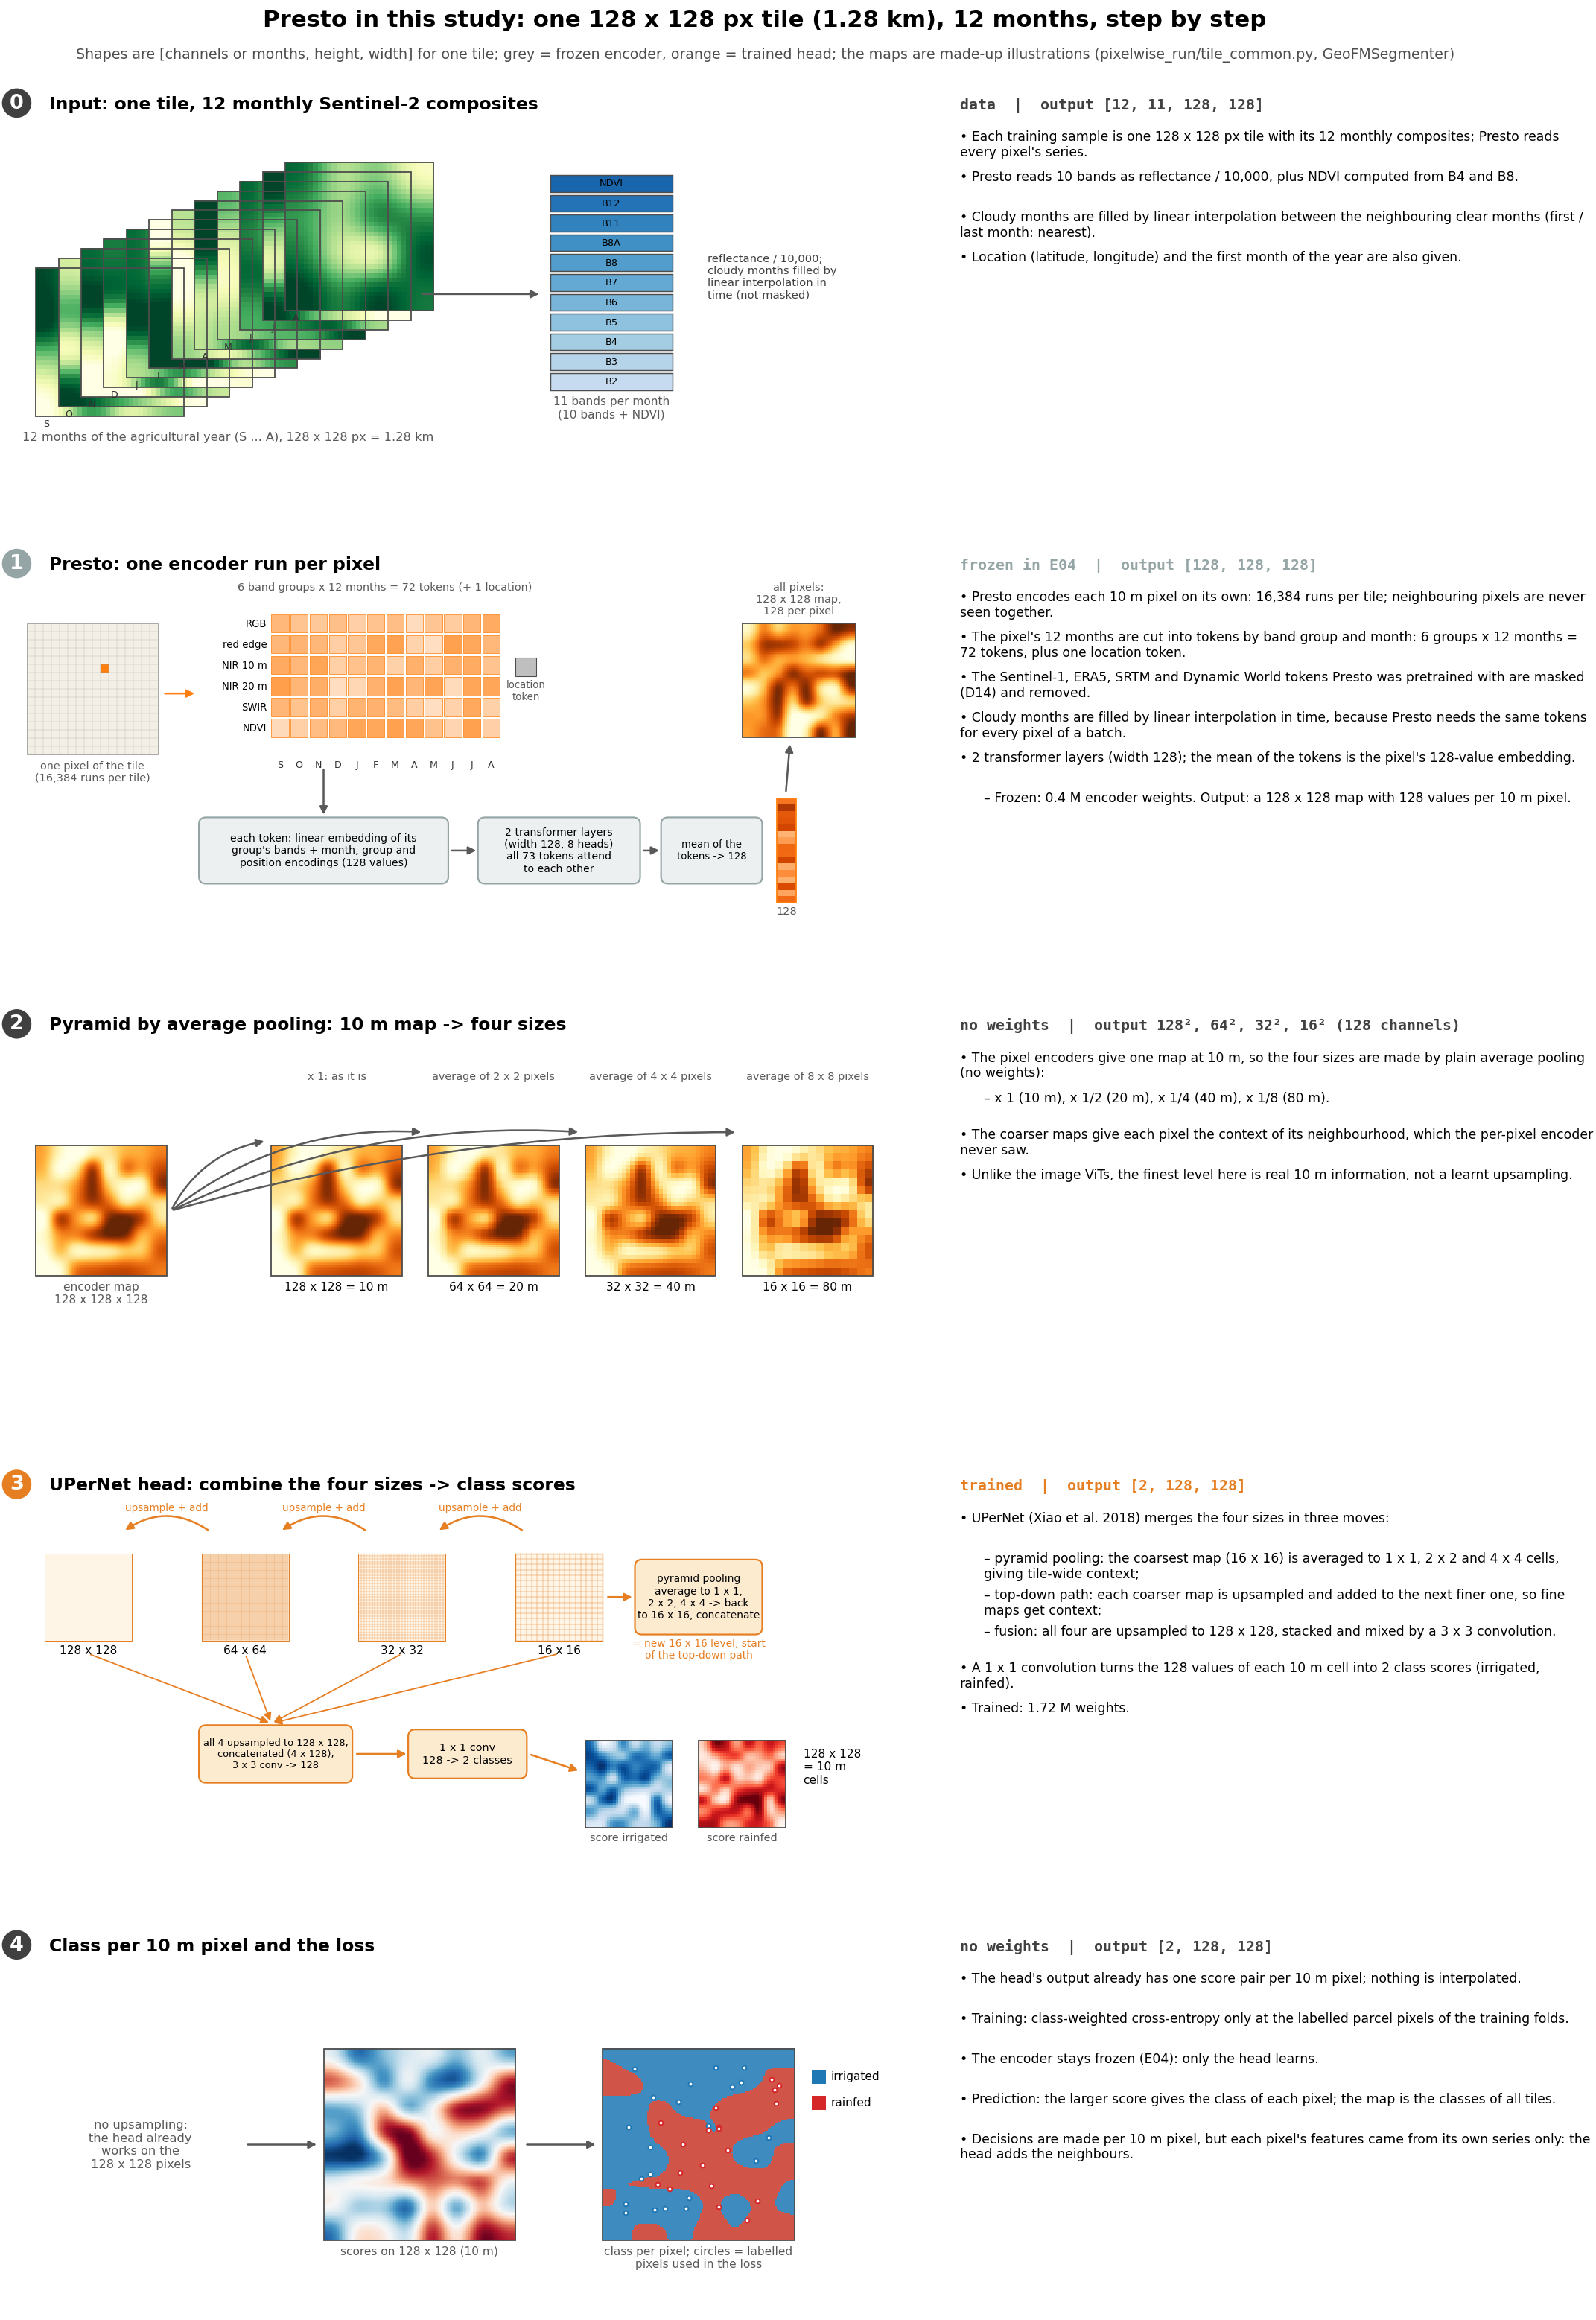 Presto in this study: one 128 x 128 px tile (1.28 km), 12 months, step by step
Shapes are [channels or months, height, width] for one tile; grey = frozen encoder, orange = trained head; the maps are made-up illustrations (pixelwise_run/tile_common.py, GeoFMSegmenter)
0
Input: one tile, 12 monthly Sentinel-2 composites
S
O
D
J
F
A
M
J
12 months of the agricultural year (S ... A), 128 x 128 px = 1.28 km
NDVI
B12
B11
B8A
B8
B7
B6
B5
B4
B3
B2
11 bands per month
(10 bands + NDVI)
reflectance / 10,000;
cloudy months filled by
linear interpolation in
time (not masked)
data | output [12, 11, 128, 128]
• Each training sample is one 128 x 128 px tile with its 12 monthly composites; Presto reads
every pixel's series.
• Presto reads 10 bands as reflectance / 10,000, plus NDVI computed from B4 and B8.
• Cloudy months are filled by linear interpolation between the neighbouring clear months (first /
last month: nearest).
• Location (latitude, longitude) and the first month of the year are also given.
1
Presto: one encoder run per pixel
6 band groups x 12 months = 72 tokens (+ 1 location)
one pixel of the tile
(16,384 runs per tile)
RGB
red edge
NIR 10 m
NIR 20 m
SWIR
NDVI
S O N D J F M A M J J A
location
token
all pixels:
128 x 128 map,
128 per pixel
each token: linear embedding of its
group's bands + month, group and
position encodings (128 values)
2 transformer layers
(width 128, 8 heads)
all 73 tokens attend
to each other
mean of the
tokens -> 128
128
frozen in E04 | output [128, 128, 128]
• Presto encodes each 10 m pixel on its own: 16,384 runs per tile; neighbouring pixels are never
seen together.
• The pixel's 12 months are cut into tokens by band group and month: 6 groups x 12 months =
72 tokens, plus one location token.
• The Sentinel-1, ERA5, SRTM and Dynamic World tokens Presto was pretrained with are masked
(D14) and removed.
• Cloudy months are filled by linear interpolation in time, because Presto needs the same tokens
for every pixel of a batch.
• 2 transformer layers (width 128); the mean of the tokens is the pixel's 128-value embedding.
– Frozen: 0.4 M encoder weights. Output: a 128 x 128 map with 128 values per 10 m pixel.
2
Pyramid by average pooling: 10 m map -> four sizes
x 1: as it is
average of 2 x 2 pixels
average of 4 x 4 pixels
average of 8 x 8 pixels
encoder map
128 x 128 x 128
128 x 128 = 10 m
64 x 64 = 20 m
32 x 32 = 40 m
16 x 16 = 80 m
no weights | output 128², 64², 32², 16² (128 channels)
• The pixel encoders give one map at 10 m, so the four sizes are made by plain average pooling
(no weights):
– x 1 (10 m), x 1/2 (20 m), x 1/4 (40 m), x 1/8 (80 m).
• The coarser maps give each pixel the context of its neighbourhood, which the per-pixel encoder
never saw.
• Unlike the image ViTs, the finest level here is real 10 m information, not a learnt upsampling.
3
UPerNet head: combine the four sizes -> class scores
upsample + add
upsample + add
upsample + add
128 x 128
64 x 64
32 x 32
16 x 16
pyramid pooling
average to 1 x 1,
2 x 2, 4 x 4 -> back
to 16 x 16, concatenate
= new 16 x 16 level, start
of the top-down path
all 4 upsampled to 128 x 128,
concatenated (4 x 128),
3 x 3 conv -> 128
1 x 1 conv
128 -> 2 classes
score irrigated
score rainfed
128 x 128
= 10 m
cells
trained | output [2, 128, 128]
• UPerNet (Xiao et al. 2018) merges the four sizes in three moves:
– pyramid pooling: the coarsest map (16 x 16) is averaged to 1 x 1, 2 x 2 and 4 x 4 cells,
giving tile-wide context;
– top-down path: each coarser map is upsampled and added to the next finer one, so fine
maps get context;
– fusion: all four are upsampled to 128 x 128, stacked and mixed by a 3 x 3 convolution.
• A 1 x 1 convolution turns the 128 values of each 10 m cell into 2 class scores (irrigated,
rainfed).
• Trained: 1.72 M weights.
4
Class per 10 m pixel and the loss
no upsampling:
the head already
works on the
128 x 128 pixels
scores on 128 x 128 (10 m)
class per pixel; circles = labelled
pixels used in the loss
irrigated
rainfed
no weights | output [2, 128, 128]
• The head's output already has one score pair per 10 m pixel; nothing is interpolated.
• Training: class-weighted cross-entropy only at the labelled parcel pixels of the training folds.
• The encoder stays frozen (E04): only the head learns.
• Prediction: the larger score gives the class of each pixel; the map is the classes of all tiles.
• Decisions are made per 10 m pixel, but each pixel's features came from its own series only: the
head adds the neighbours.